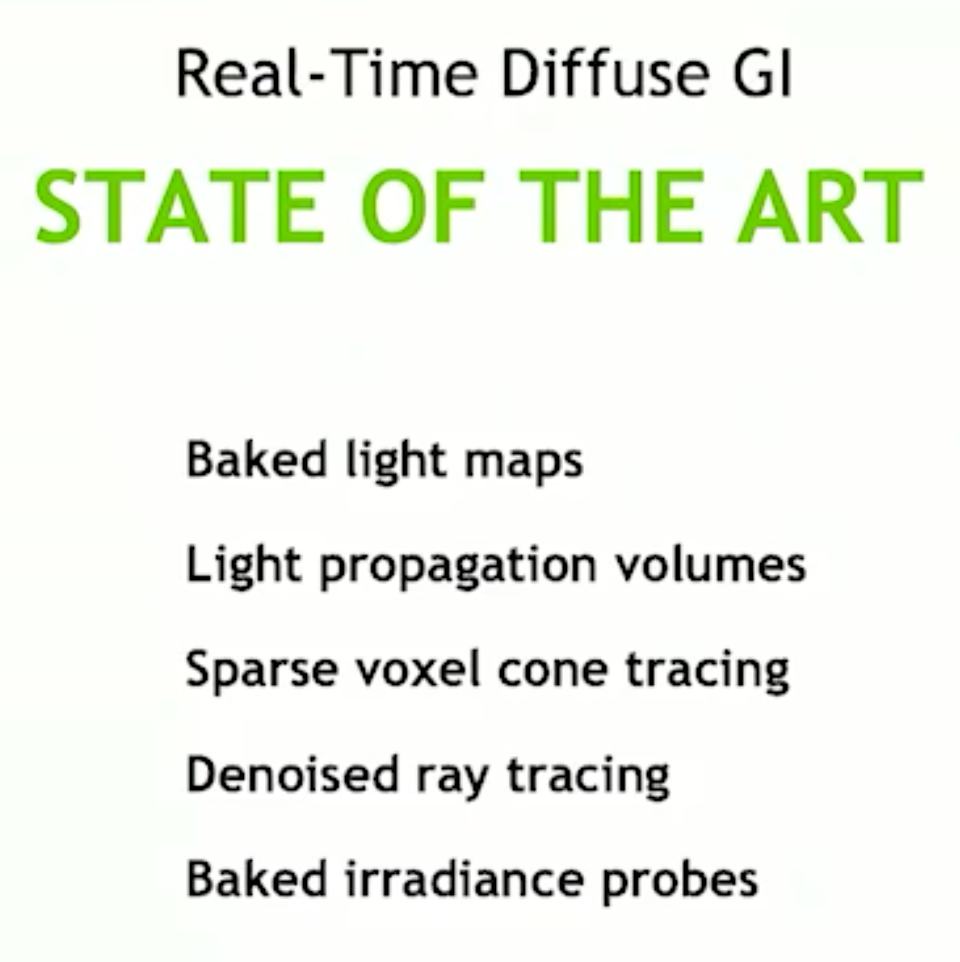 Real-Time Diffuse GI
STATE OF THE ART
Baked light maps
Light propagation volumes
Sparse voxel cone tracing
Denoised ray tracing
Baked irradiance probes